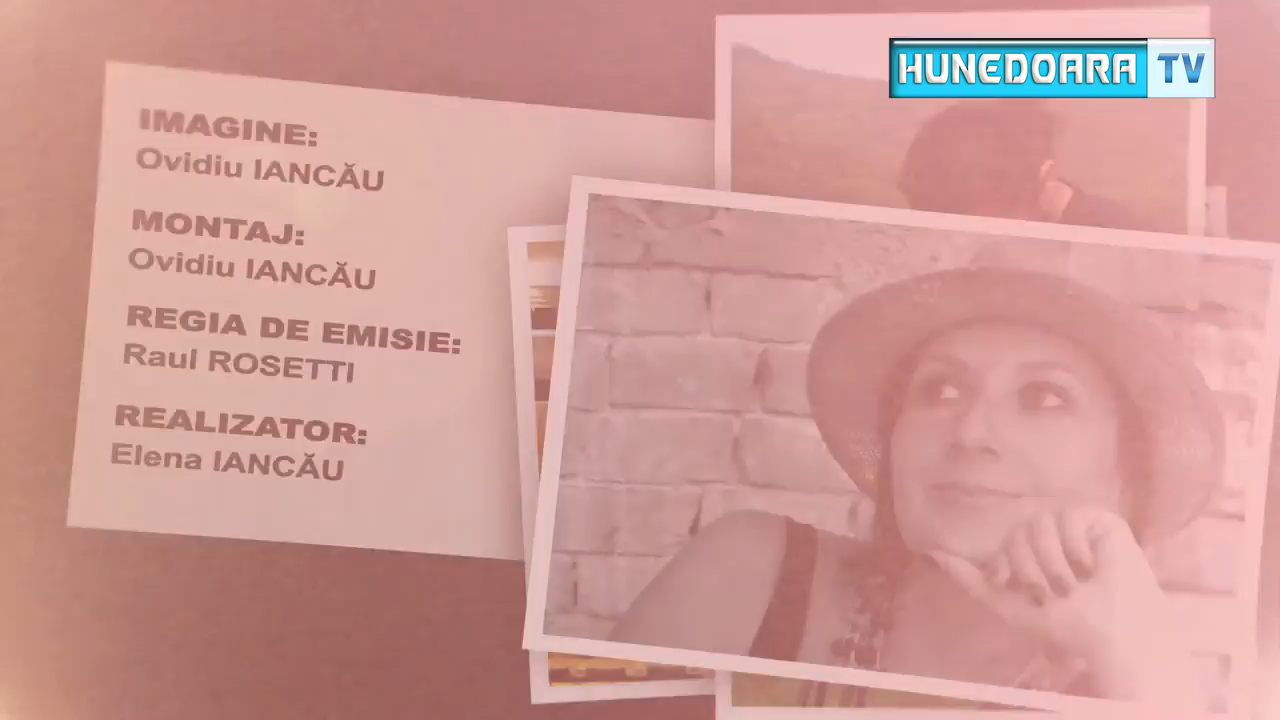 HUNEDOARA TV
IMAGINE:
Ovidiu IANCĂU
MONTAJ:
Ovidiu IANCĂU
REGIA DE EMISIE:
Raul ROSETTI
REALIZATOR:
Elena IANCĂU